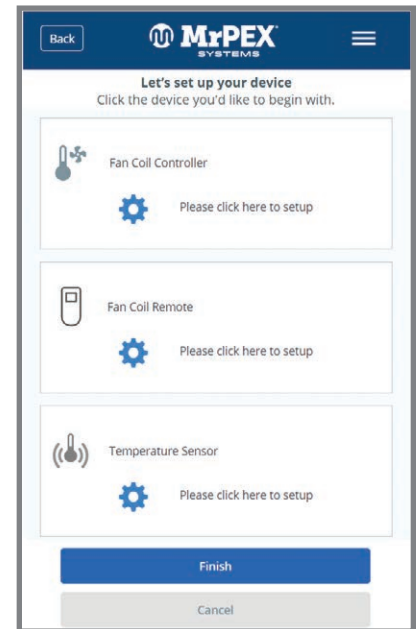 Back
MrPEX
SYSTEMS
Let's set up your device
Click the device you'd like to begin with.
Fan Coil Controller
Please click here to setup
Fan Coil Remote
Please click here to setup
Temperature Sensor
Please click here to setup
Finish
Cancel